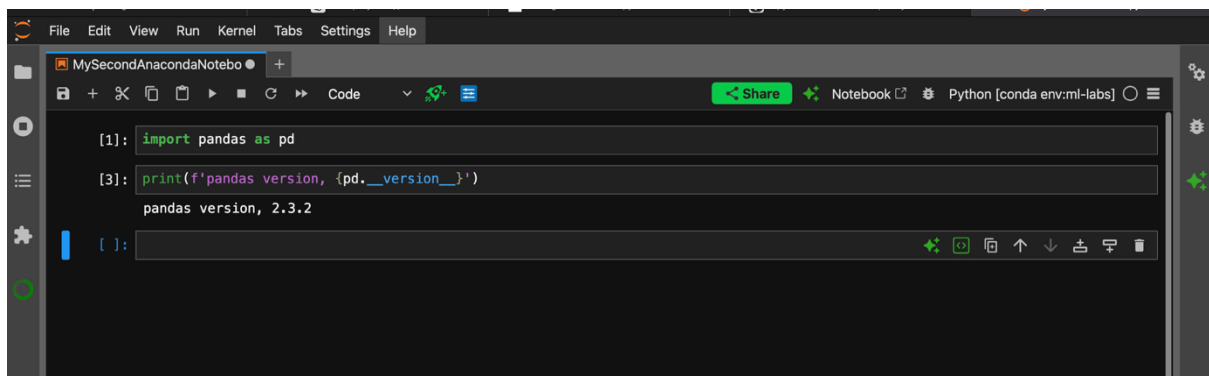 File Edit View Run Kernel Tabs Settings Help
MySecondAnacondaNotebo
Code Share Notebook Python [conda env:ml-labs]
[1]: import pandas as pd
[3]: print(f'pandas version, {pd.__version__}')
pandas version, 2.3.2
[ ]: